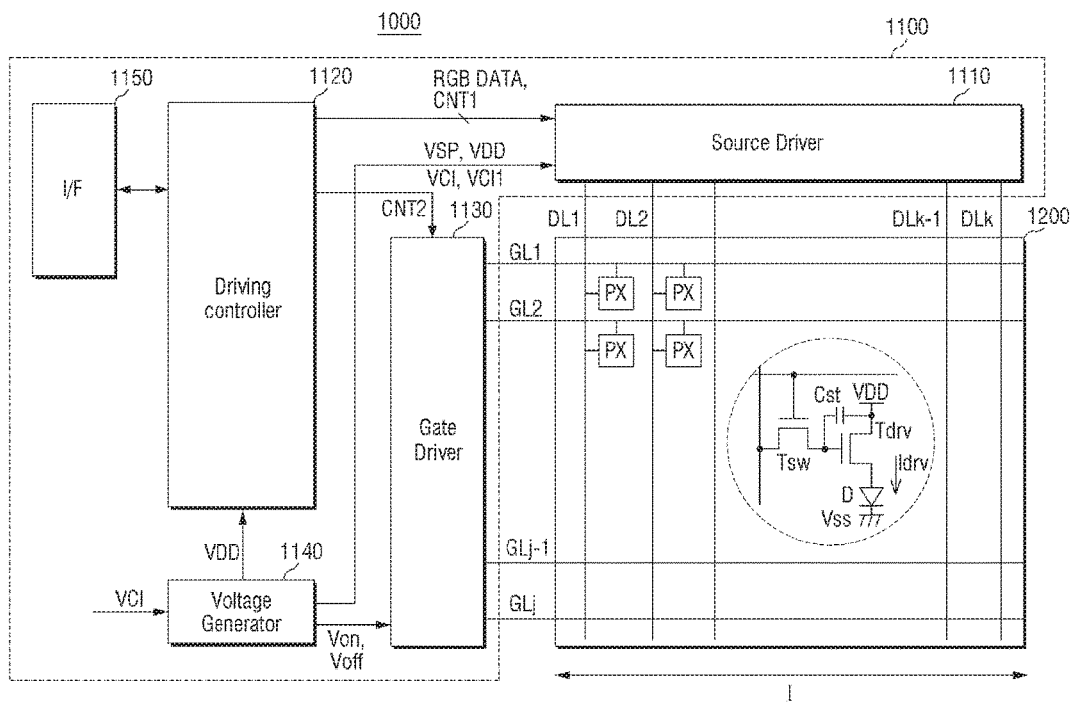 1000
1100
1150
1120
1110
RGB DATA,
CNT1
Source Driver
VSP, VDD
VCI, VCI1
I/F
CNT2
1130
DL1
DL2
DLk-1
DLk
1200
GL1
PX
PX
Driving
controller
GL2
PX
PX
Cst
VDD
Tdrv
Tsw
Idrv
D
Vss
Gate
Driver
VDD
1140
GLj-1
VCI
Voltage
Generator
GLj
Von,
Voff
I